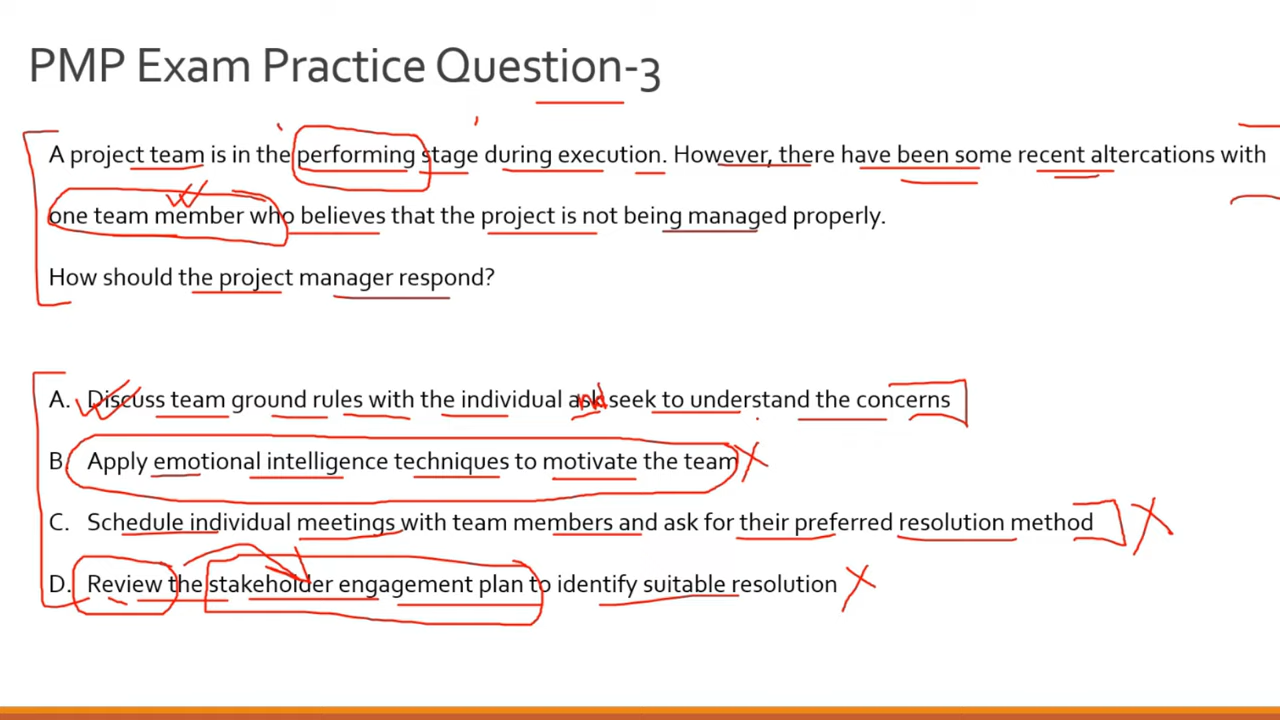 PMP Exam Practice Question-3
A project team is in the performing stage during execution. However, there have been some recent altercations with
one team member who believes that the project is not being managed properly.
How should the project manager respond?
A. Discuss team ground rules with the individual and seek to understand the concerns
B. Apply emotional intelligence techniques to motivate the team
C. Schedule individual meetings with team members and ask for their preferred resolution method
D. Review the stakeholder engagement plan to identify suitable resolution